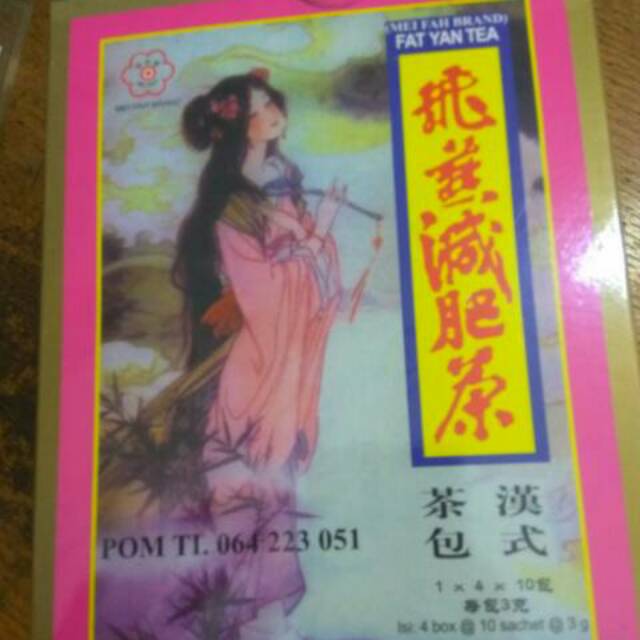 (MEI FAH BRAND)
FAT YAN TEA
飛燕減肥茶
漢式
茶包
POM TI. 064 223 051
1 x 4 x 10包
每包3克
Isi: 4 box @ 10 sachet @ 3 g